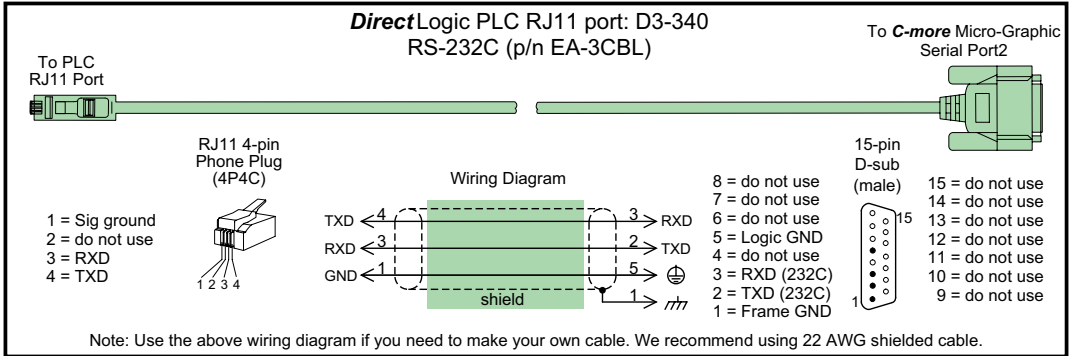 DirectLogic PLC RJ11 port: D3-340
RS-232C (p/n EA-3CBL)
To PLC
RJ11 Port
To C-more Micro-Graphic
Serial Port2
RJ11 4-pin
Phone Plug
(4P4C)
1 = Sig ground
2 = do not use
3 = RXD
4 = TXD
1 2 3 4
Wiring Diagram
TXD 4 3 RXD
RXD 3 2 TXD
GND 1 5
shield 1
8 = do not use
7 = do not use
6 = do not use
5 = Logic GND
4 = do not use
3 = RXD (232C)
2 = TXD (232C)
1 = Frame GND
15-pin
D-sub
(male)
15
1
15 = do not use
14 = do not use
13 = do not use
12 = do not use
11 = do not use
10 = do not use
9 = do not use
Note: Use the above wiring diagram if you need to make your own cable. We recommend using 22 AWG shielded cable.